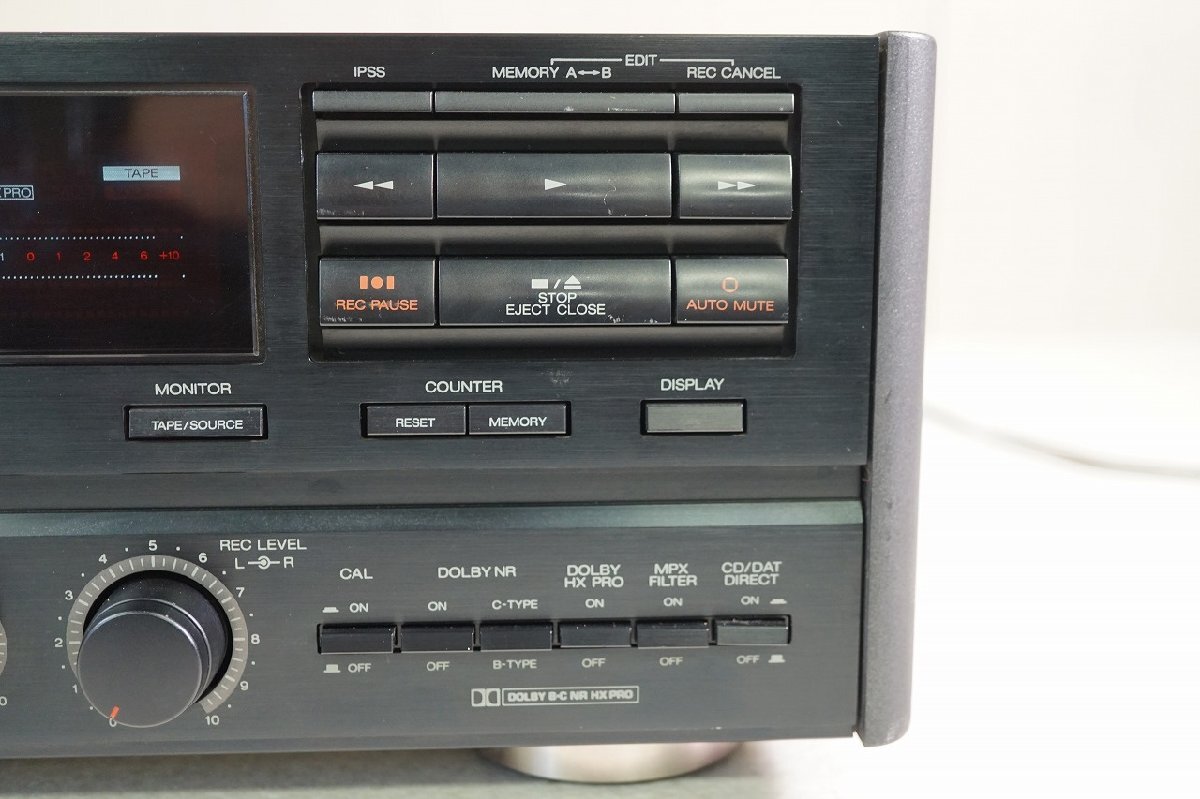 EDIT
IPSS MEMORY A↔B REC CANCEL
TAPE
PRO
1 0 1 2 4 6 +10
REC PAUSE
STOP
EJECT CLOSE
AUTO MUTE
MONITOR COUNTER DISPLAY
TAPE/SOURCE RESET MEMORY
REC LEVEL
L R
0 1 2 3 4 5 6 7 8 9 10
CAL DOLBY NR DOLBY HX PRO MPX FILTER CD/DAT DIRECT
ON ON C-TYPE ON ON ON
OFF OFF B-TYPE OFF OFF OFF
DOLBY B·C NR HX PRO